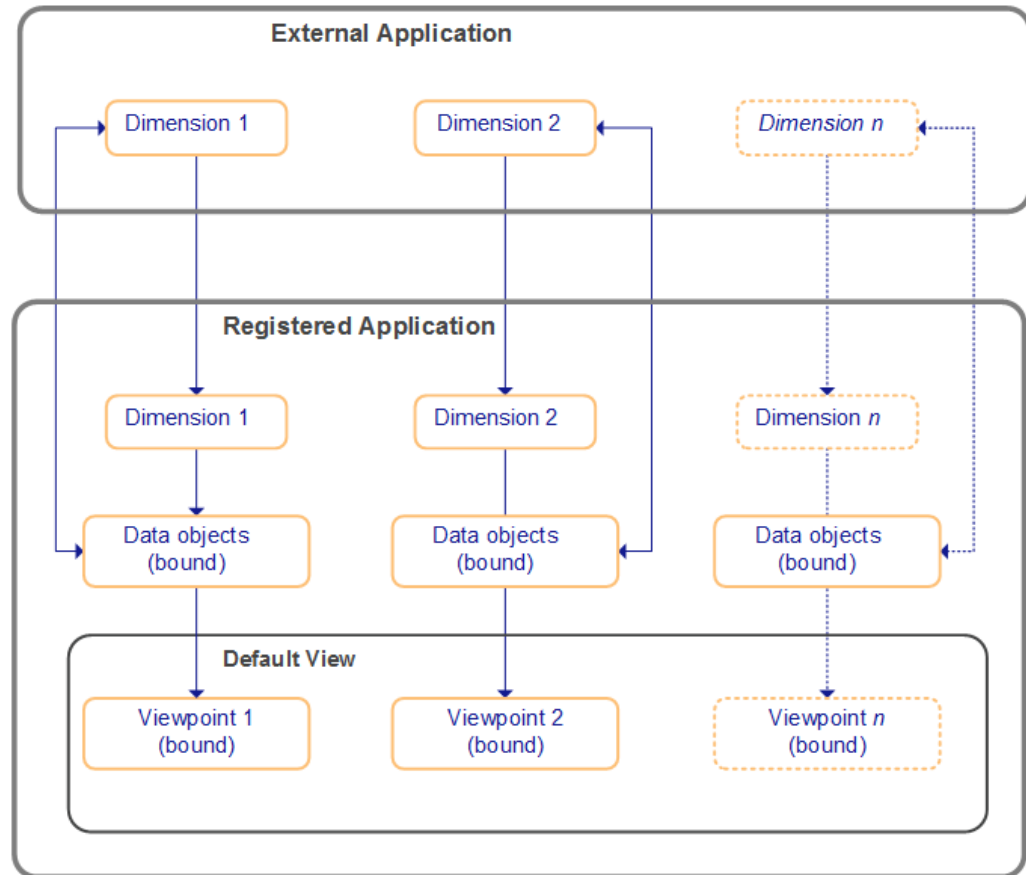 External Application
Dimension 1
Dimension 2
Dimension n
Registered Application
Dimension 1
Dimension 2
Dimension n
Data objects
(bound)
Data objects
(bound)
Data objects
(bound)
Default View
Viewpoint 1
(bound)
Viewpoint 2
(bound)
Viewpoint n
(bound)